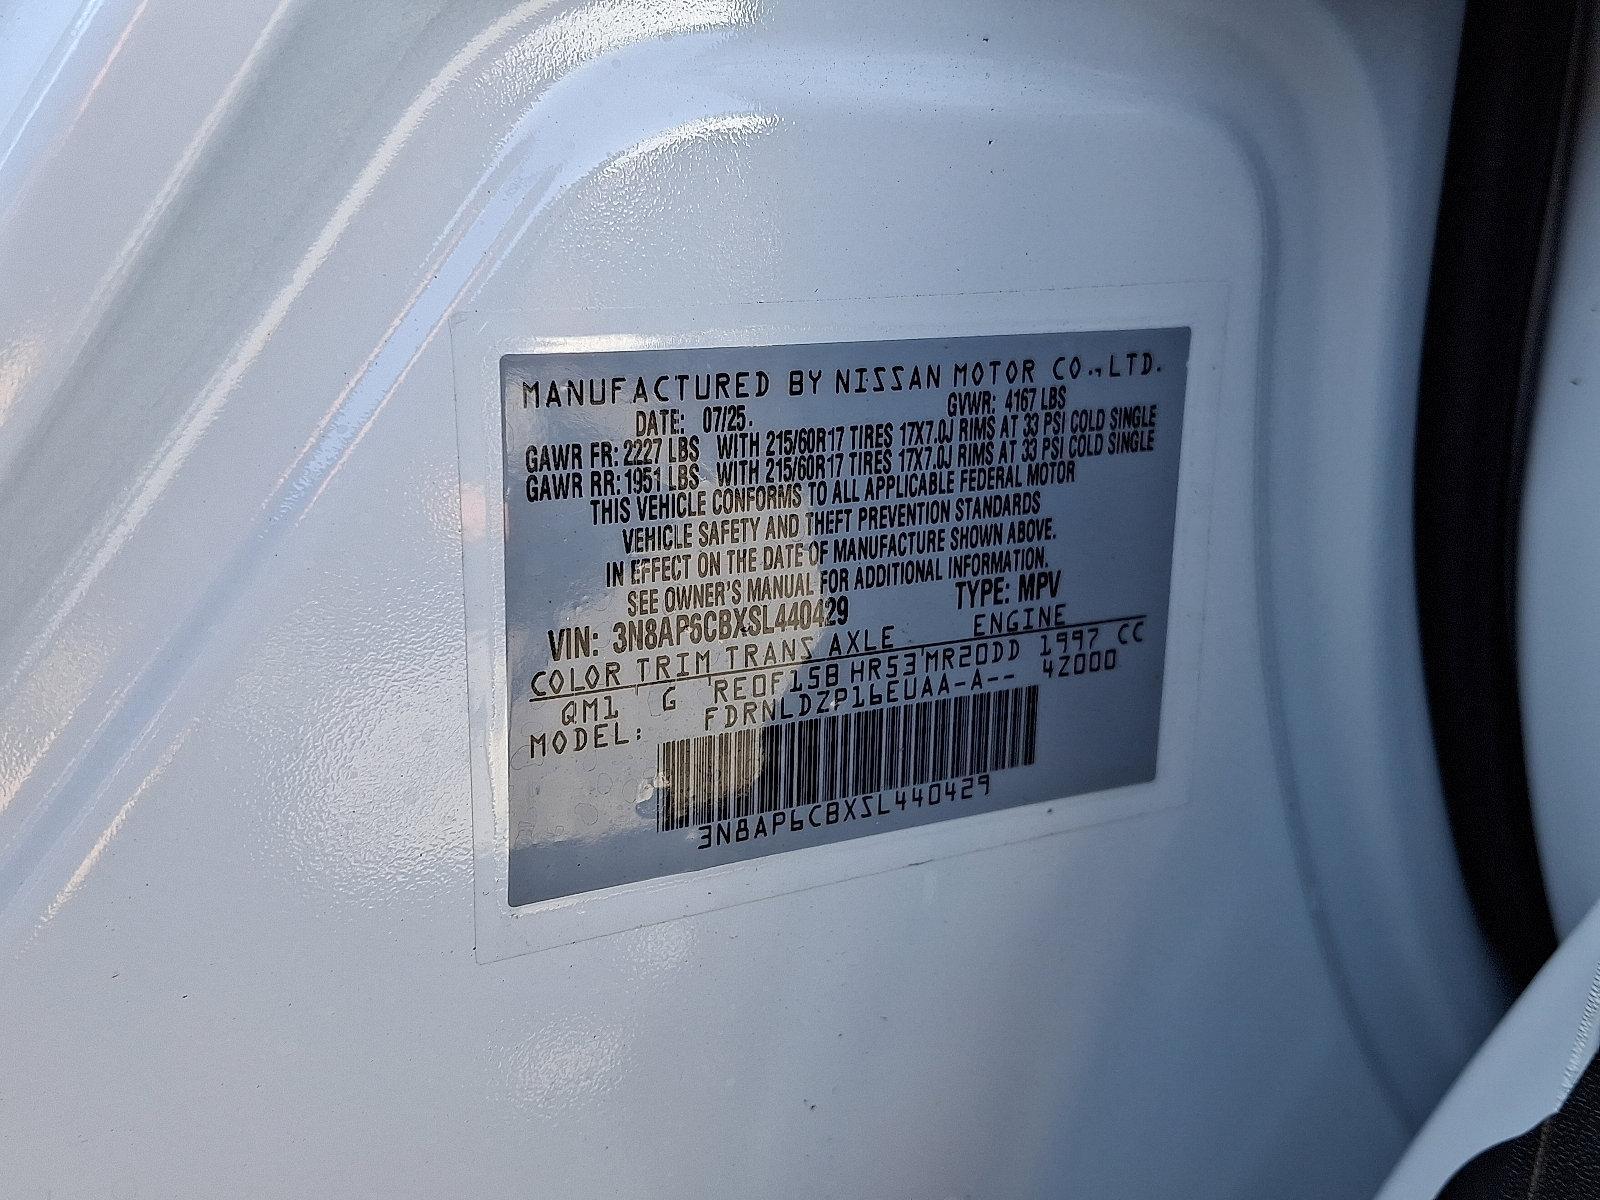 MANUFACTURED BY NISSAN MOTOR CO.,LTD.
DATE: 07/25. GVWR: 4167 LBS
GAWR FR: 2227 LBS WITH 215/60R17 TIRES 17X7.0J RIMS AT 33 PSI COLD SINGLE
GAWR RR: 1951 LBS WITH 215/60R17 TIRES 17X7.0J RIMS AT 33 PSI COLD SINGLE
THIS VEHICLE CONFORMS TO ALL APPLICABLE FEDERAL MOTOR
VEHICLE SAFETY AND THEFT PREVENTION STANDARDS
IN EFFECT ON THE DATE OF MANUFACTURE SHOWN ABOVE.
SEE OWNER'S MANUAL FOR ADDITIONAL INFORMATION.
VIN: 3N8AP6CBXSL440429 TYPE: MPV
COLOR TRIM TRANS AXLE ENGINE
QM1 G RE0F15B HR53 MR20DD 1997 CC
MODEL: FDRNLDZP16EUAA-A-- 4Z000
3N8AP6CBXSL440429